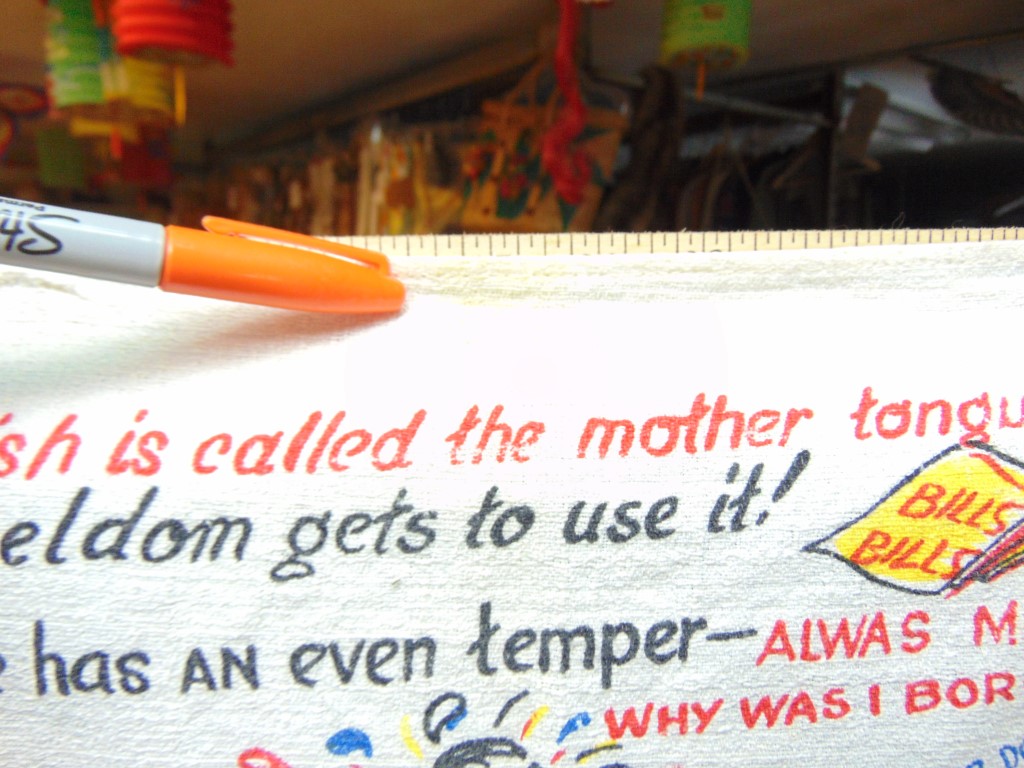 ish is called the mother tongu
eldom gets to use it!
BILLS
BILLS
has AN even temper—ALWAS M
WHY WAS I BOR